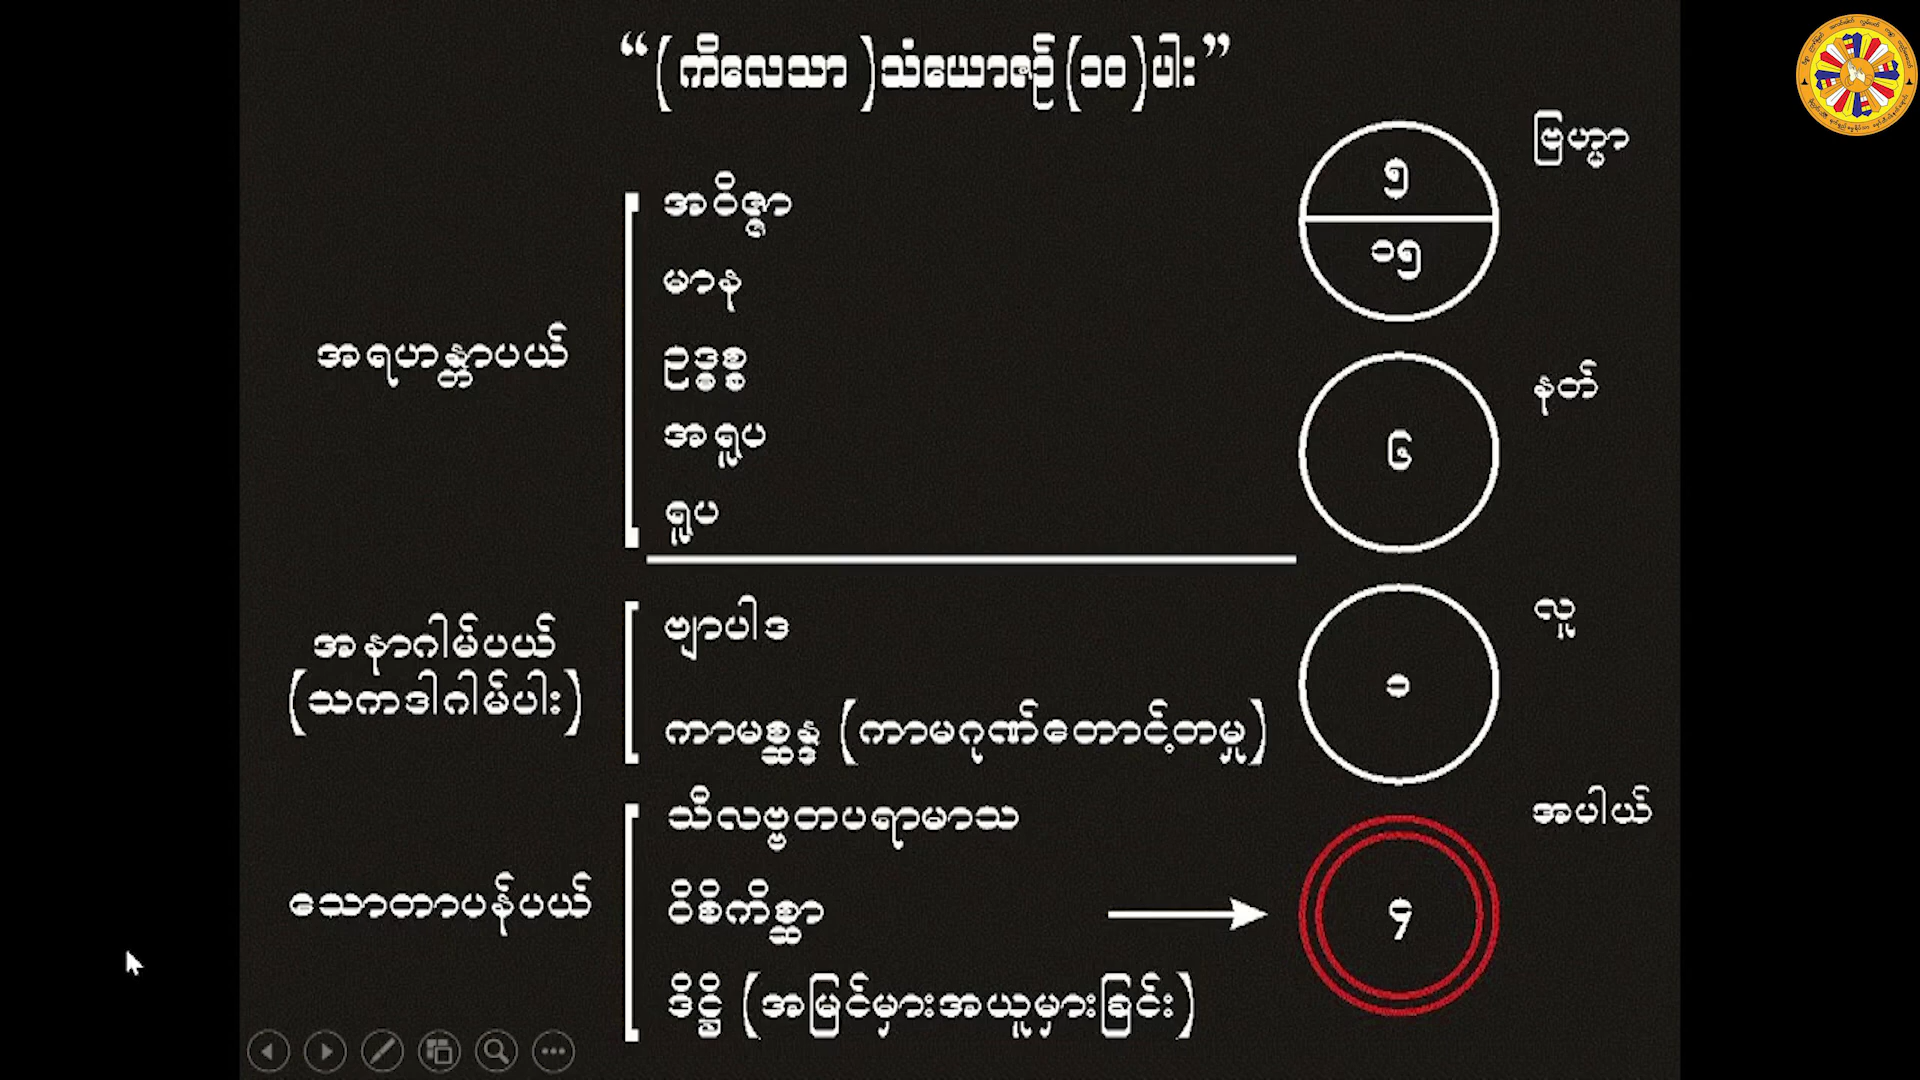 “(ကိလေသာ)သံယောဇဉ်(၁၀)ပါး”
အရဟန္တာပယ်
အဝိဇ္ဇာ
မာန
ဥဒ္ဓစ္စ
အရူပ
ရူပ
အနာဂါမ်ပယ်
(သကဒါဂါမ်ပါး)
ဗျာပါဒ
ကာမစ္ဆန္ဒ (ကာမဂုဏ်တောင့်တမှု)
သောတာပန်ပယ်
သီလဗ္ဗတပရာမာသ
ဝိစိကိစ္ဆာ
ဒိဋ္ဌိ (အမြင်မှားအယူမှားခြင်း)
ဗြဟ္မာ
၅
၁၅
နတ်
၆
လူ
၁
အပါယ်
၄